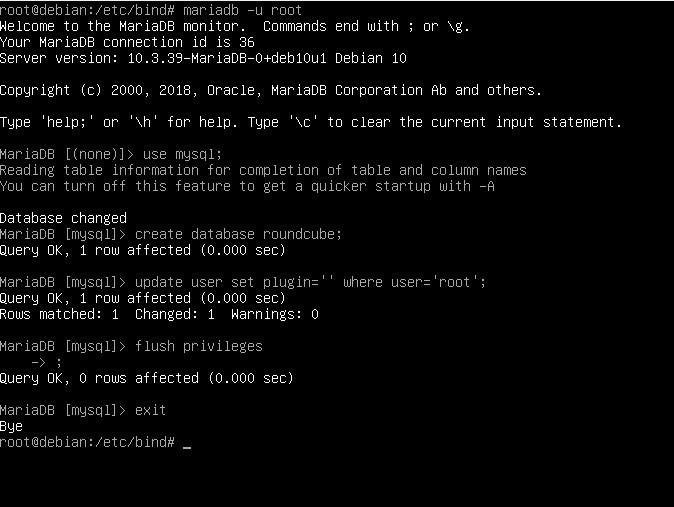 root@debian:/etc/bind# mariadb -u root
Welcome to the MariaDB monitor.  Commands end with ; or \g.
Your MariaDB connection id is 36
Server version: 10.3.39-MariaDB-0+deb10u1 Debian 10

Copyright (c) 2000, 2018, Oracle, MariaDB Corporation Ab and others.

Type 'help;' or '\h' for help. Type '\c' to clear the current input statement.

MariaDB [(none)]> use mysql;
Reading table information for completion of table and column names
You can turn off this feature to get a quicker startup with -A

Database changed
MariaDB [mysql]> create database roundcube;
Query OK, 1 row affected (0.000 sec)

MariaDB [mysql]> update user set plugin='' where user='root';
Query OK, 1 row affected (0.000 sec)
Rows matched: 1  Changed: 1  Warnings: 0

MariaDB [mysql]> flush privileges
    -> ;
Query OK, 0 rows affected (0.000 sec)

MariaDB [mysql]> exit
Bye
root@debian:/etc/bind# _